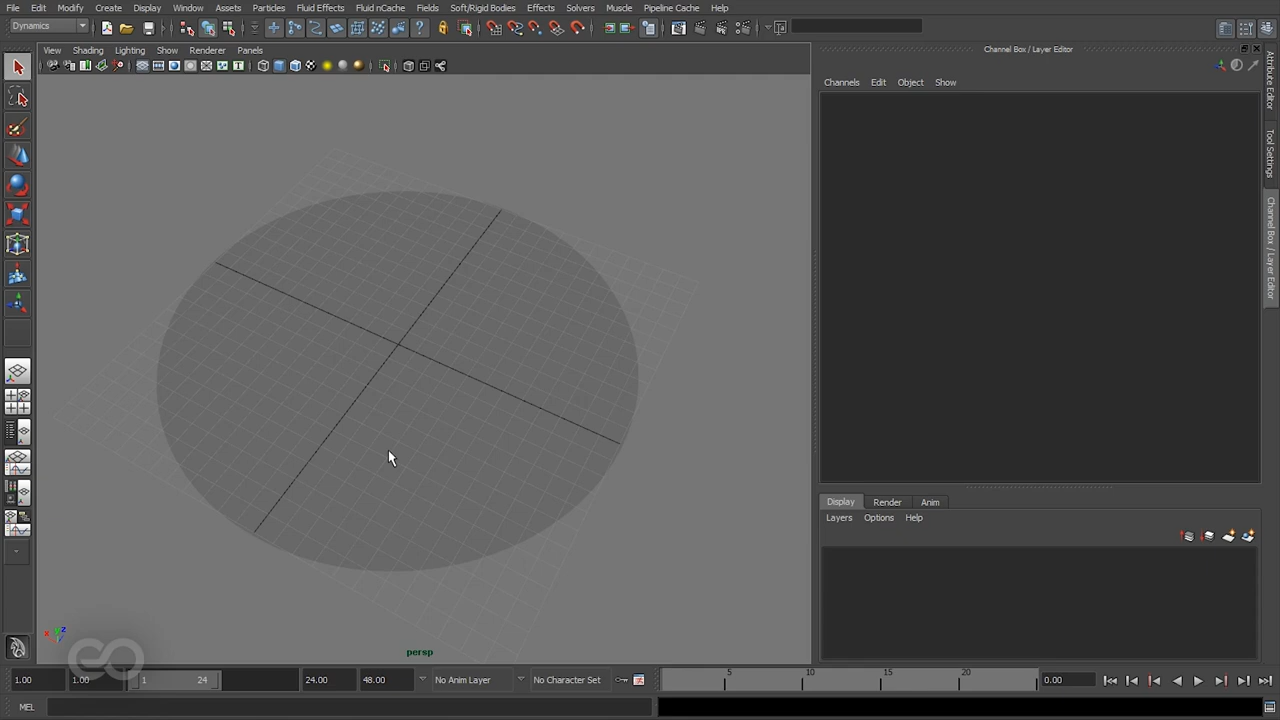 File Edit Modify Create Display Window Assets Particles Fluid Effects Fluid nCache Fields Soft/Rigid Bodies Effects Solvers Muscle Pipeline Cache Help
Dynamics
View Shading Lighting Show Renderer Panels
Channel Box / Layer Editor
Channels Edit Object Show
Attribute Editor
Tool Settings
Channel Box / Layer Editor
persp
Display Render Anim
Layers Options Help
1.00 1.00 1 24 24.00 48.00 No Anim Layer No Character Set 5 10 15 20 0.00
MEL
x y z